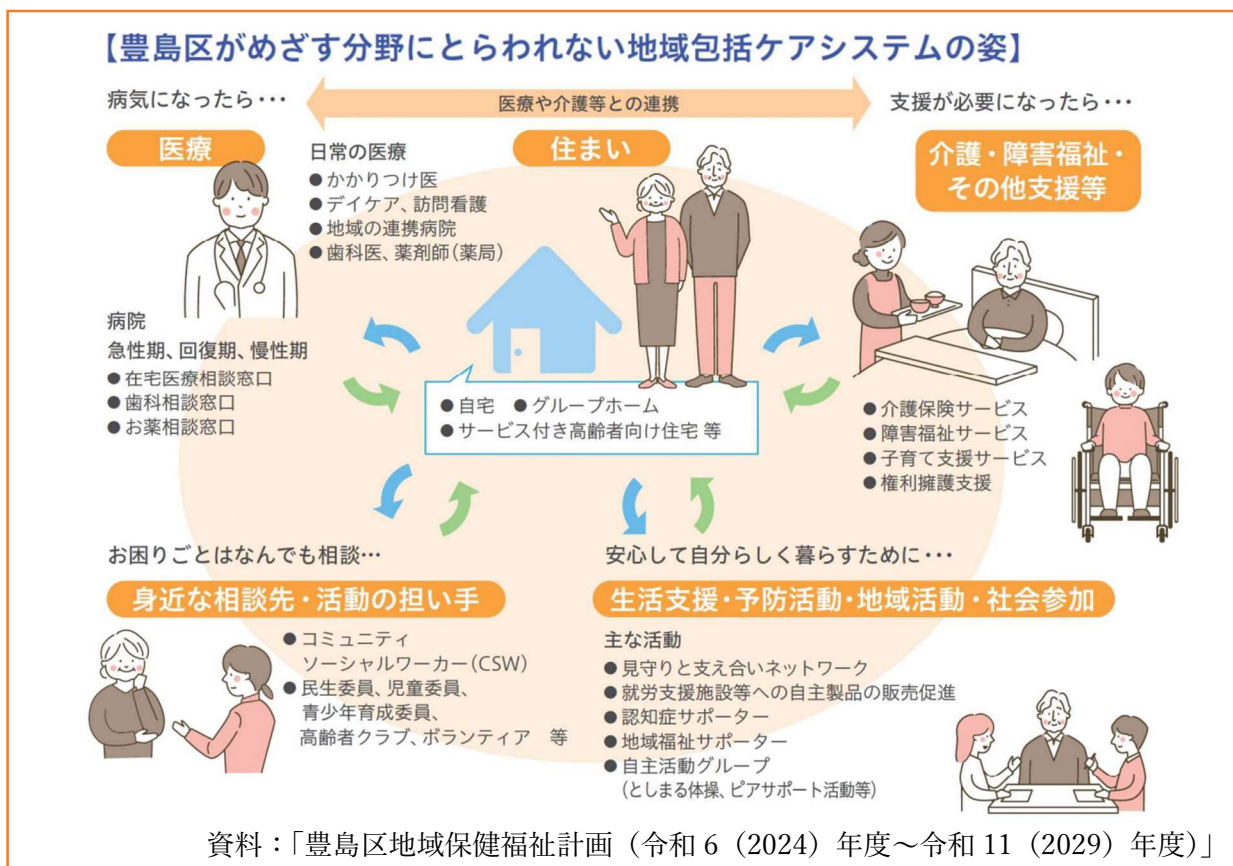 【豊島区がめざす分野にとらわれない地域包括ケアシステムの姿】
病気になったら・・・
医療や介護等との連携
支援が必要になったら・・・
医療
日常の医療
●かかりつけ医
●デイケア、訪問看護
●地域の連携病院
●歯科医、薬剤師(薬局)
住まい
介護・障害福祉・
その他支援等
病院
急性期、回復期、慢性期
●在宅医療相談窓口
●歯科相談窓口
●お薬相談窓口
●自宅 ●グループホーム
●サービス付き高齢者向け住宅 等
●介護保険サービス
●障害福祉サービス
●子育て支援サービス
●権利擁護支援
お困りごとはなんでも相談…
身近な相談先・活動の担い手
●コミュニティ
ソーシャルワーカー(CSW)
●民生委員、児童委員、
青少年育成委員、
高齢者クラブ、ボランティア 等
安心して自分らしく暮らすために・・・
生活支援・予防活動・地域活動・社会参加
主な活動
●見守りと支え合いネットワーク
●就労支援施設等への自主製品の販売促進
●認知症サポーター
●地域福祉サポーター
●自主活動グループ
(としまる体操、ピアサポート活動等)
資料：「豊島区地域保健福祉計画（令和6（2024）年度～令和11（2029）年度）」